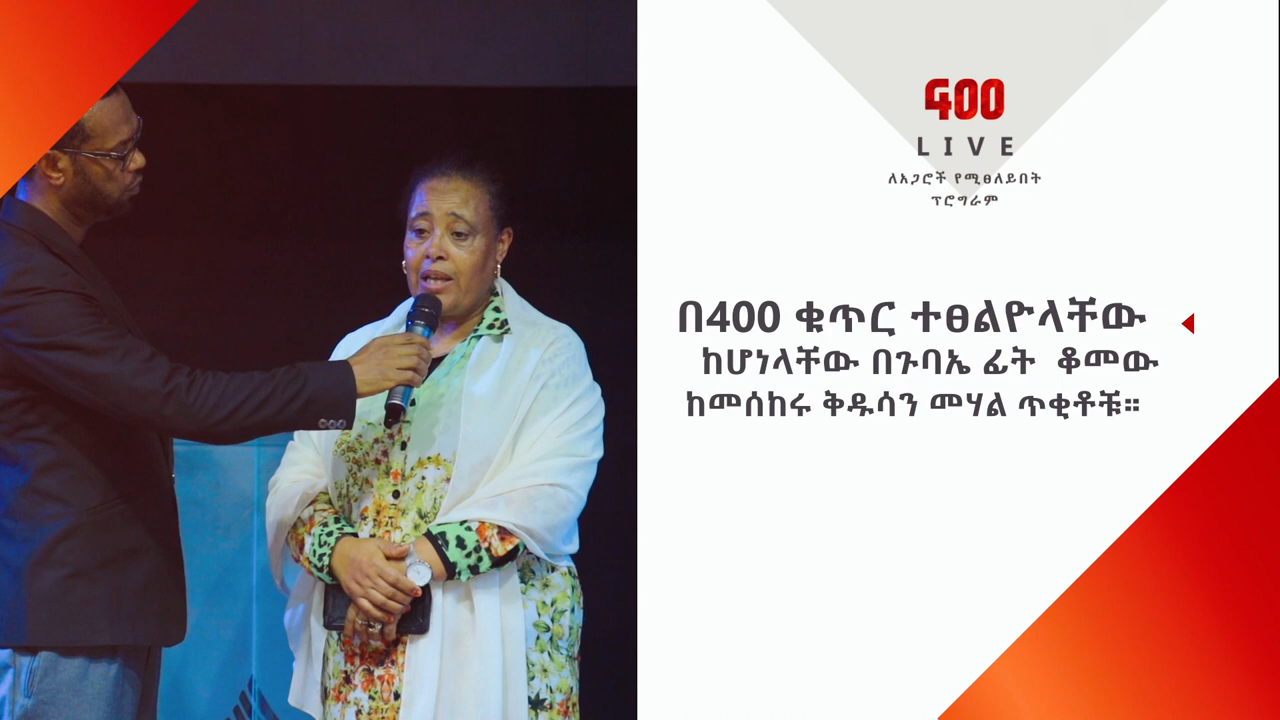 400
LIVE
ለአጋሮች የሚፀለይበት
ፕሮግራም
በ400 ቁጥር ተፀልዮላቸው
ከሆነላቸው በጉባኤ ፊት ቆመው
ከመሰከሩ ቅዱሳን መሃል ጥቂቶቹ።